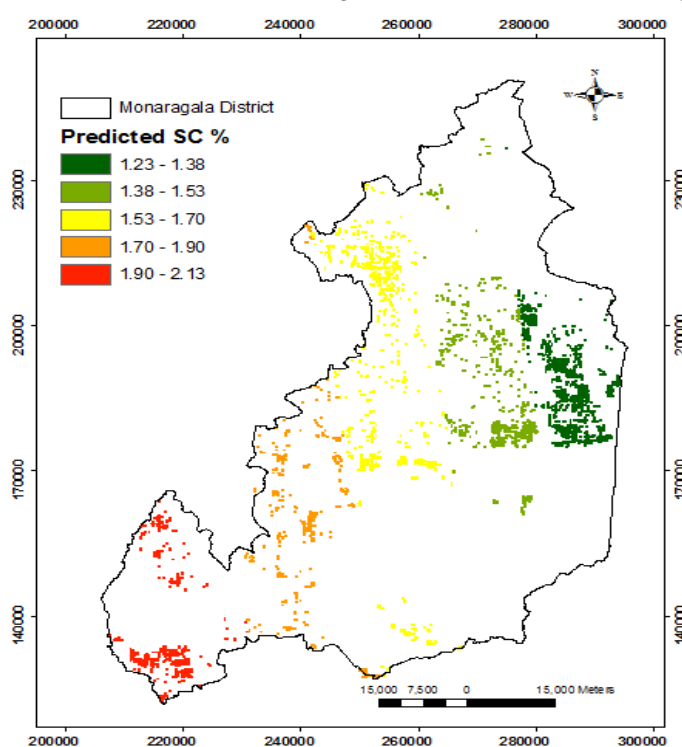 200000 220000 240000 260000 280000 300000
N
W E
S
Monaragala District
Predicted SC %
1.23 - 1.38
1.38 - 1.53
1.53 - 1.70
1.70 - 1.90
1.90 - 2.13
230000 230000
200000 200000
170000 170000
140000 140000
15,000 7,500 0 15,000 Meters
200000 220000 240000 260000 280000 300000